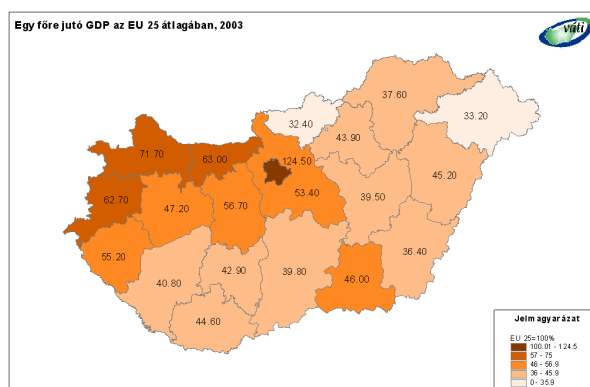 Egy főre jutó GDP az EU 25 átlagában, 2003
váti
37.60
32.40
33.20
43.90
71.70
63.00
124.50
45.20
62.70
47.20
56.70
53.40
39.50
55.20
36.40
40.80
42.90
39.80
46.00
44.60
Jelmagyarázat
EU 25=100%
100.01 - 124.5
57 - 75
46 - 56.9
36 - 45.9
0 - 35.9